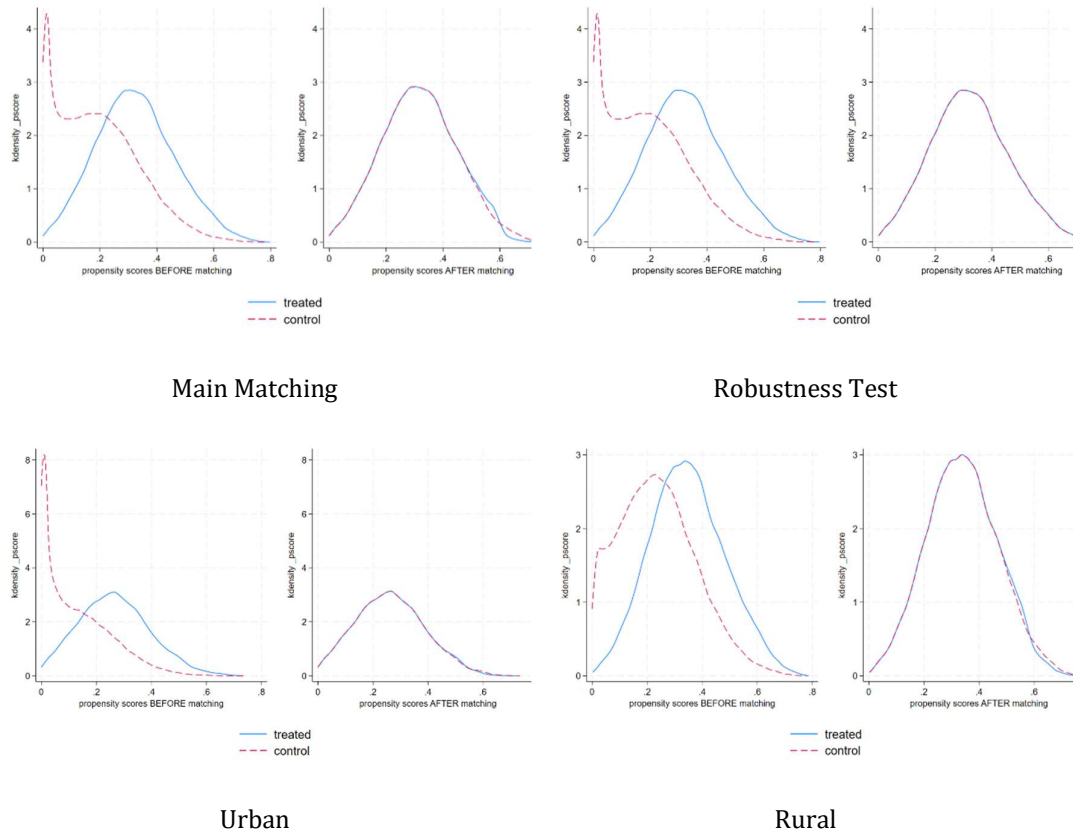 4
3
2
1
0
kdensity _pscore
0 .2 .4 .6 .8
propensity scores BEFORE matching
4
3
2
1
0
kdensity _pscore
0 .2 .4 .6
propensity scores AFTER matching
treated
control
Main Matching
4
3
2
1
0
kdensity _pscore
0 .2 .4 .6 .8
propensity scores BEFORE matching
4
3
2
1
0
kdensity _pscore
0 .2 .4 .6
propensity scores AFTER matching
treated
control
Robustness Test
8
6
4
2
0
kdensity _pscore
0 .2 .4 .6 .8
propensity scores BEFORE matching
8
6
4
2
0
kdensity _pscore
0 .2 .4 .6
propensity scores AFTER matching
treated
control
Urban
3
2
1
0
kdensity _pscore
0 .2 .4 .6 .8
propensity scores BEFORE matching
3
2
1
0
kdensity _pscore
0 .2 .4 .6
propensity scores AFTER matching
treated
control
Rural